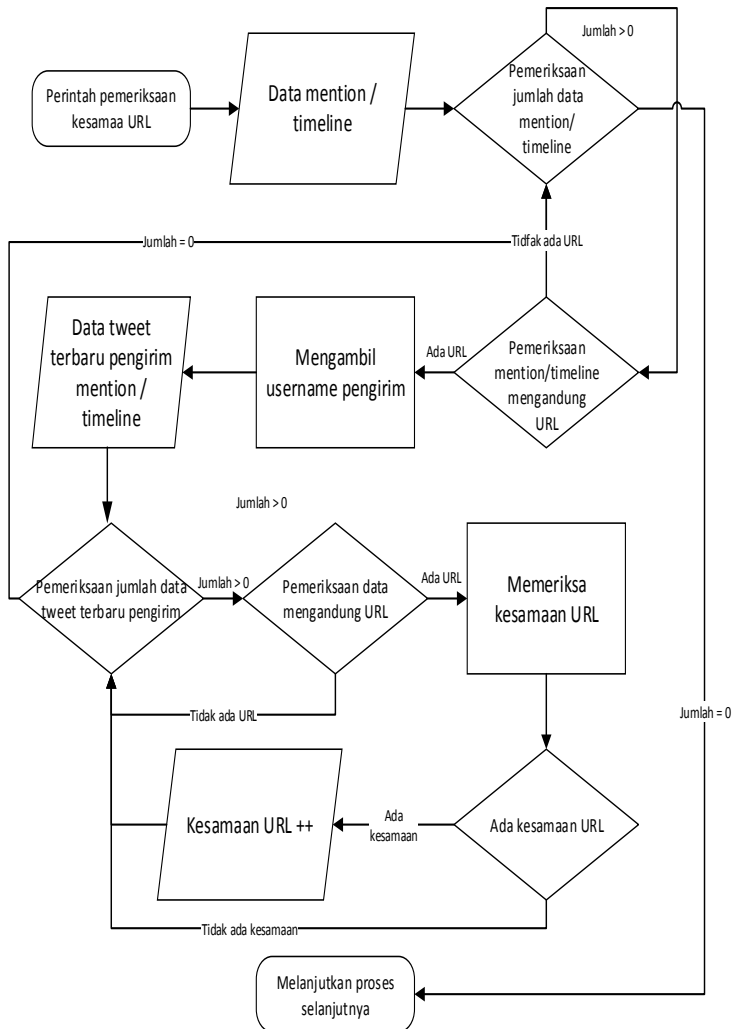 Jumlah > 0
Perintah pemeriksaan
kesamaa URL
Data mention /
timeline
Pemeriksaan
jumlah data
mention/
timeline
Jumlah = 0
Tidfak ada URL
Data tweet
terbaru pengirim
mention /
timeline
Mengambil
username pengirim
Ada URL
Pemeriksaan
mention/timeline
mengandung
URL
Jumlah > 0
Pemeriksaan jumlah data
tweet terbaru pengirim
Jumlah > 0
Pemeriksaan data
mengandung URL
Ada URL
Memeriksa
kesamaan URL
Tidak ada URL
Jumlah = 0
Kesamaan URL ++
Ada
kesamaan
Ada kesamaan URL
Tidak ada kesamaan
Melanjutkan proses
selanjutnya